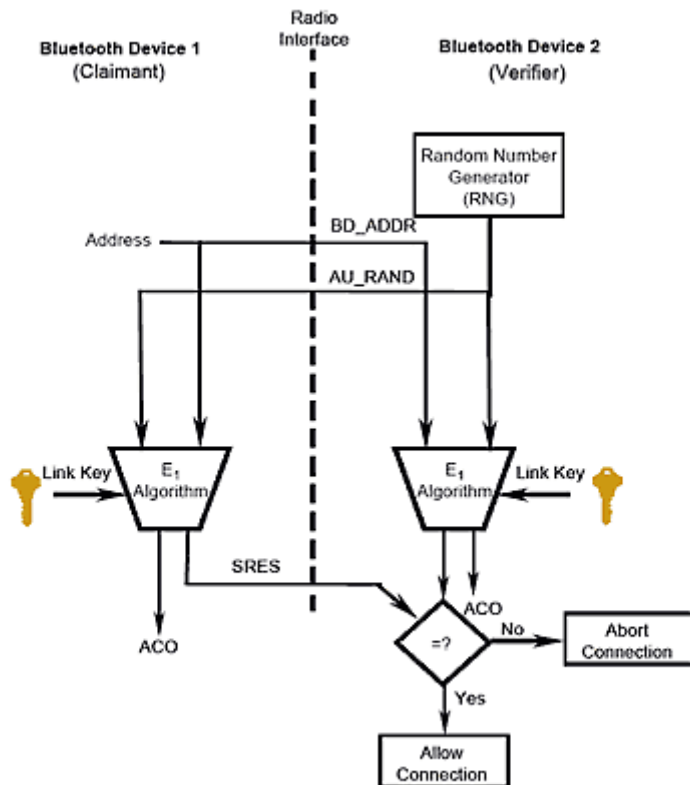 Radio
Interface
Bluetooth Device 1
(Claimant)
Bluetooth Device 2
(Verifier)
Random Number
Generator
(RNG)
Address
BD_ADDR
AU_RAND
Link Key
E1
Algorithm
E1
Algorithm
Link Key
SRES
ACO
ACO
=?
No
Abort
Connection
Yes
Allow
Connection